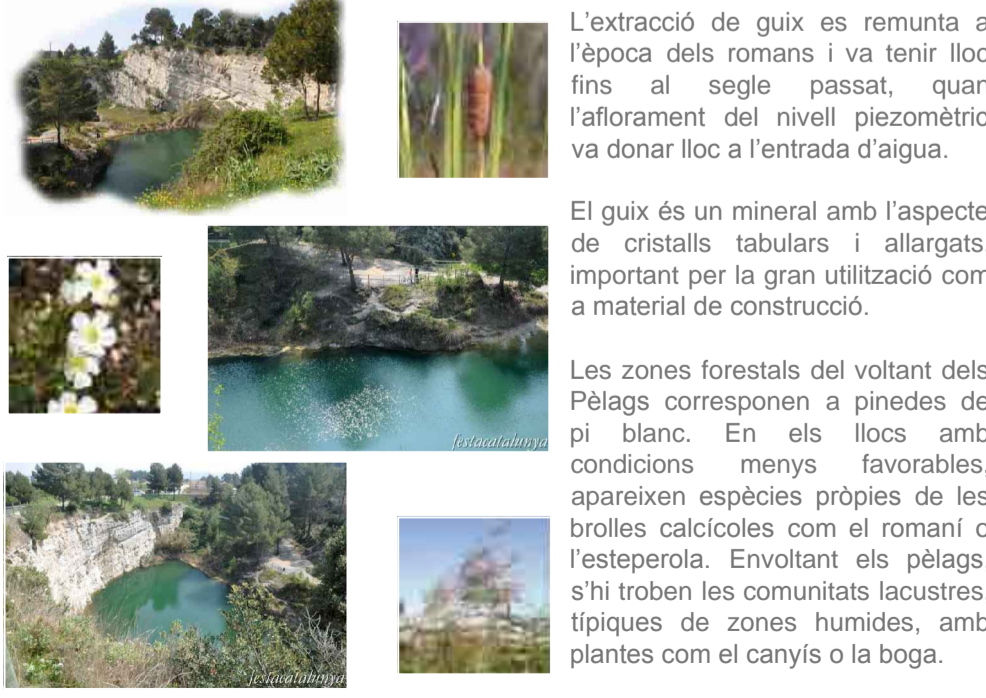 L'extracció de guix es remunta a
l'època dels romans i va tenir lloc
fins al segle passat, quan
l'aflorament del nivell piezomètric
va donar lloc a l'entrada d'aigua.
El guix és un mineral amb l'aspecte
de cristalls tabulars i allargats,
important per la gran utilització com
a material de construcció.
Les zones forestals del voltant dels
Pèlags corresponen a pinedes de
pi blanc. En els llocs amb
condicions menys favorables,
apareixen espècies pròpies de les
brolles calcícoles com el romaní o
l'esteperola. Envoltant els pèlags,
s'hi troben les comunitats lacustres,
típiques de zones humides, amb
plantes com el canyís o la boga.
festacatalunya
festacatalunya